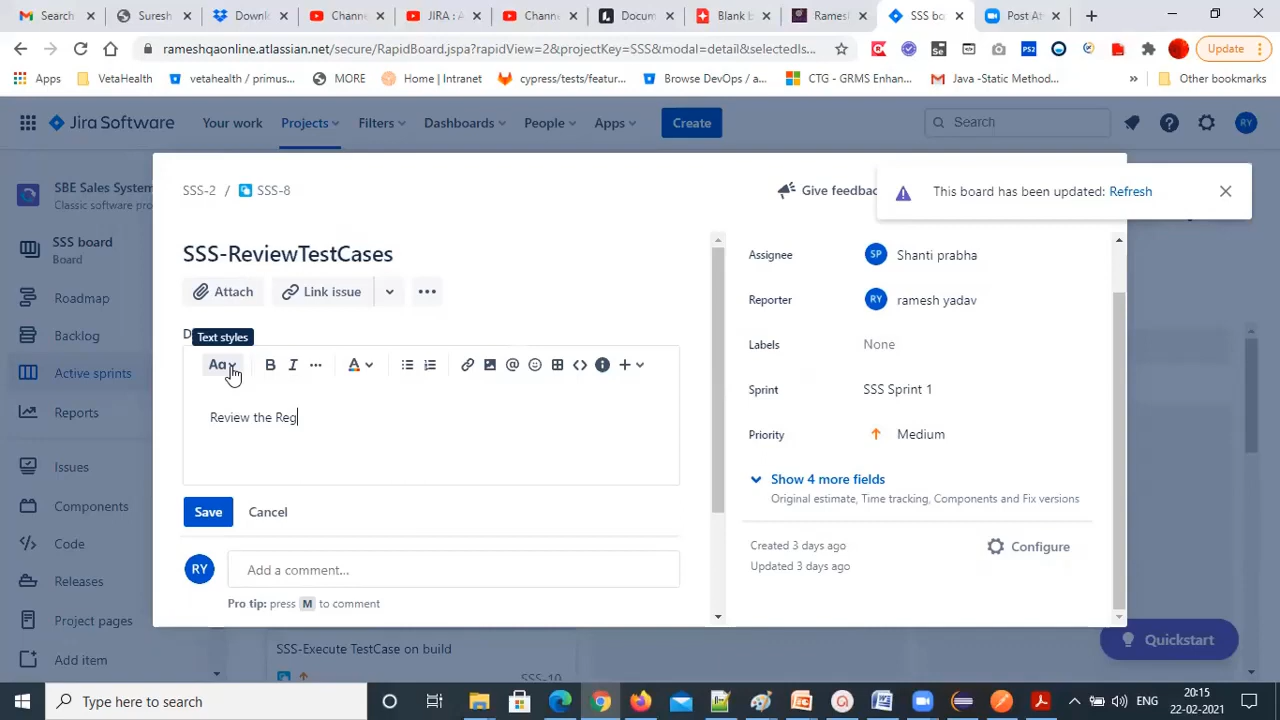 Search
Suresh
Downl
Channe
JIRA : A
Channe
Docum
Blank b
Ramesh
SSS bo
Post At
rameshqaonline.atlassian.net/secure/RapidBoard.jspa?rapidView=2&projectKey=SSS&modal=detail&selectedIs...
Update
Apps
VetaHealth
vetahealth / primus...
MORE
Home | Intranet
cypress/tests/featur...
Browse DevOps / a...
CTG - GRMS Enhan...
Java -Static Method...
»
Other bookmarks
Jira Software
Your work
Projects
Filters
Dashboards
People
Apps
Create
Search
RY
SBE Sales System
Classic software pro
SSS board
Board
Roadmap
Backlog
Active sprints
Reports
Issues
Components
Code
Releases
Project pages
Add item
SSS-2 / SSS-8
Give feedbac
This board has been updated: Refresh
SSS-ReviewTestCases
Attach
Link issue
D
Text styles
Aa
B
I
A
Review the Reg
Save
Cancel
RY
Add a comment...
Pro tip: press M to comment
Assignee
SP Shanti prabha
Reporter
RY ramesh yadav
Labels
None
Sprint
SSS Sprint 1
Priority
Medium
Show 4 more fields
Original estimate, Time tracking, Components and Fix versions
Created 3 days ago
Updated 3 days ago
Configure
SSS-Execute TestCase on build
SSS-10
Quickstart
Type here to search
ENG
20:15
22-02-2021